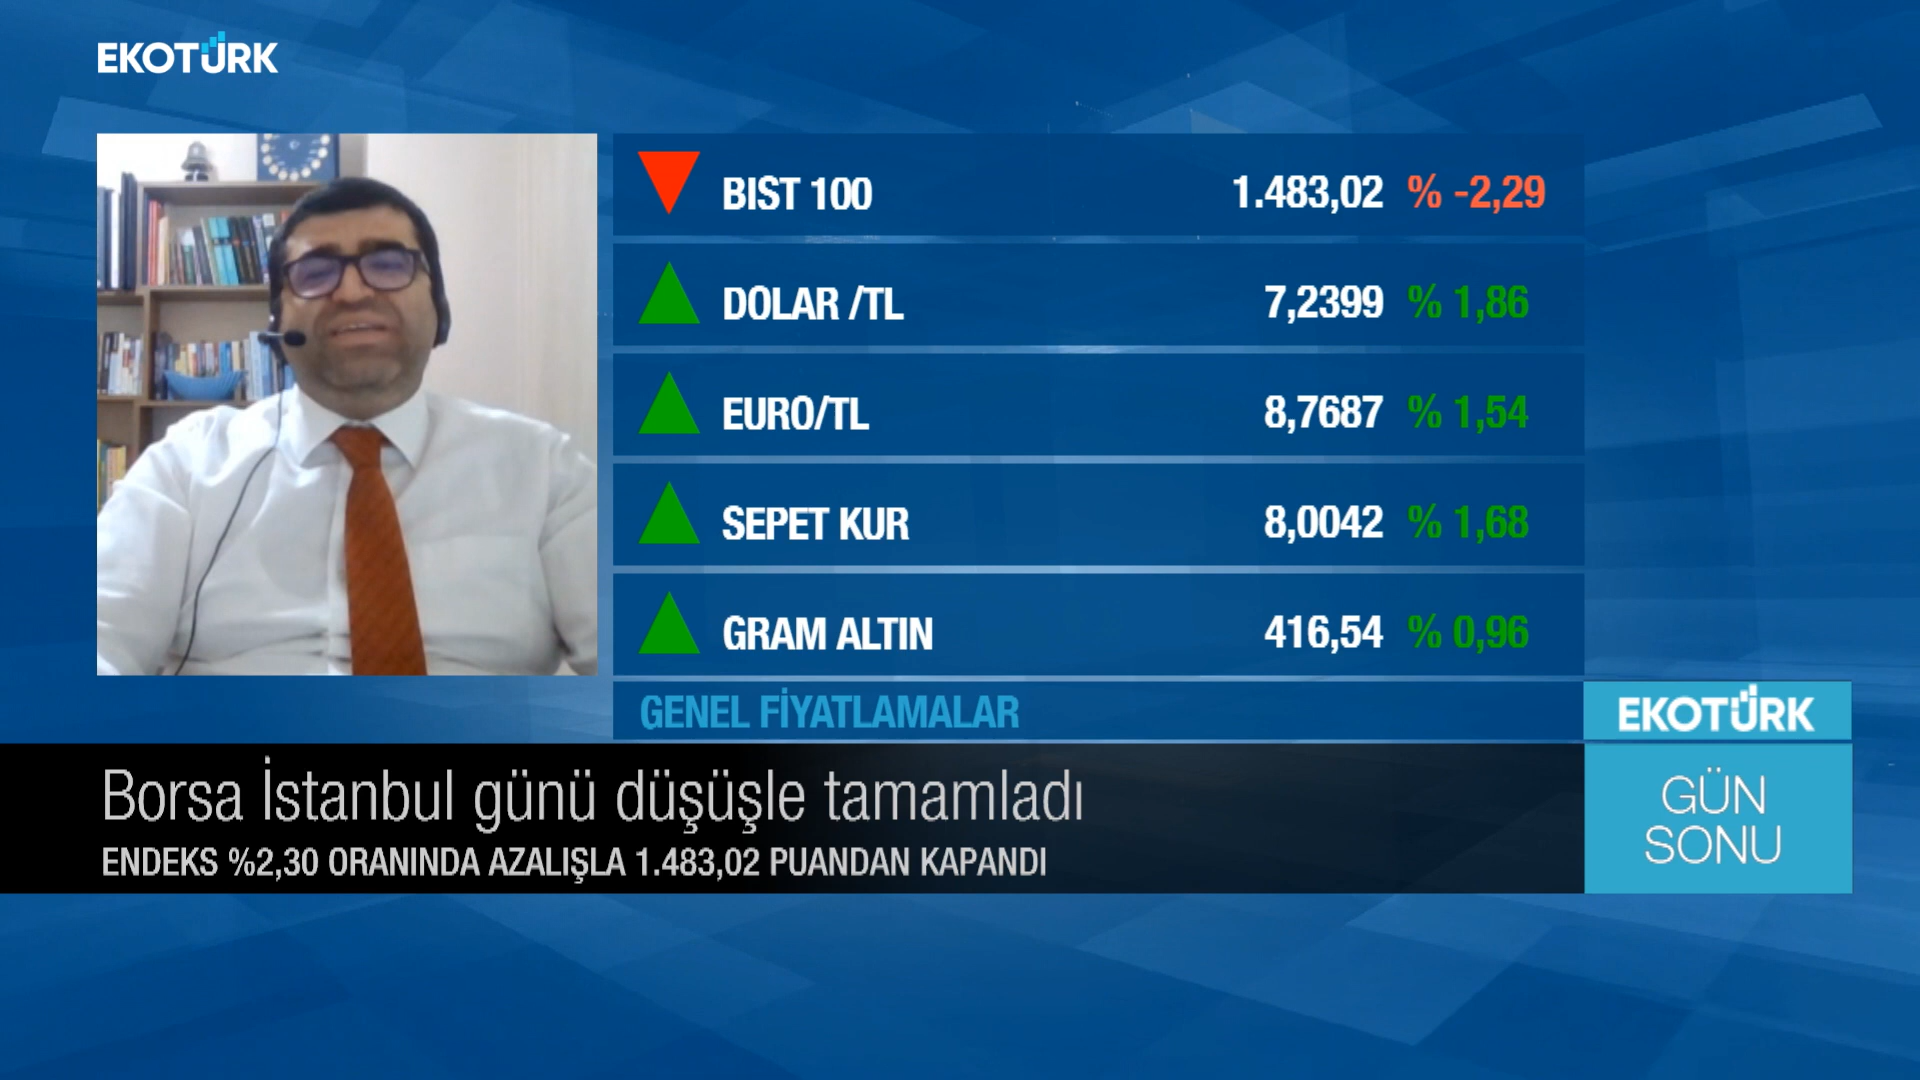 EKOTÜRK
BIST 100 1.483,02 % -2,29
DOLAR /TL 7,2399 % 1,86
EURO/TL 8,7687 % 1,54
SEPET KUR 8,0042 % 1,68
GRAM ALTIN 416,54 % 0,96
GENEL FİYATLAMALAR
EKOTÜRK
Borsa İstanbul günü düşüşle tamamladı
ENDEKS %2,30 ORANINDA AZALIŞLA 1.483,02 PUANDAN KAPANDI
GÜN
SONU